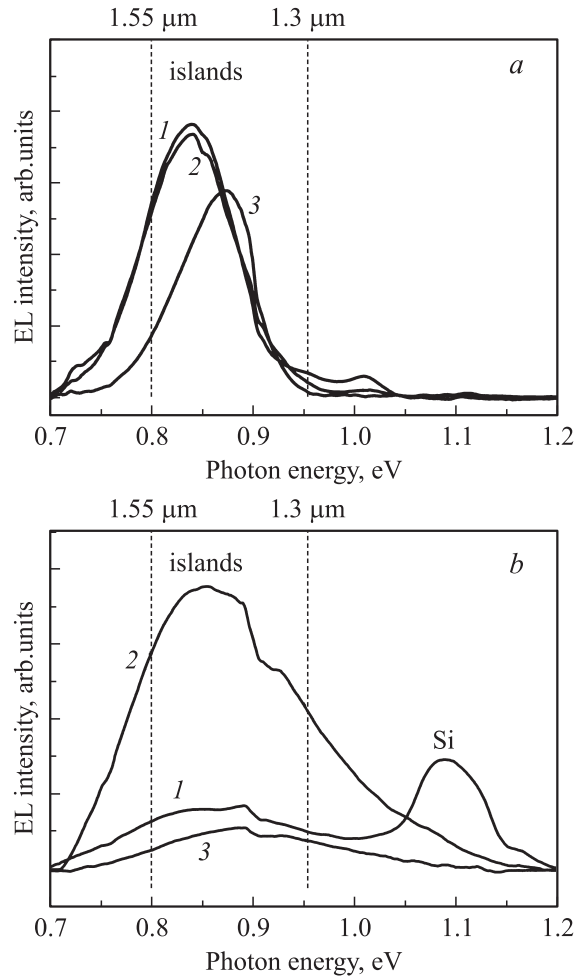 1.55 μm 1.3 μm
islands a
1
2
3
EL intensity, arb.units
0.7 0.8 0.9 1.0 1.1 1.2
Photon energy, eV
1.55 μm 1.3 μm
islands b
2
Si
1
3
EL intensity, arb.units
0.7 0.8 0.9 1.0 1.1 1.2
Photon energy, eV